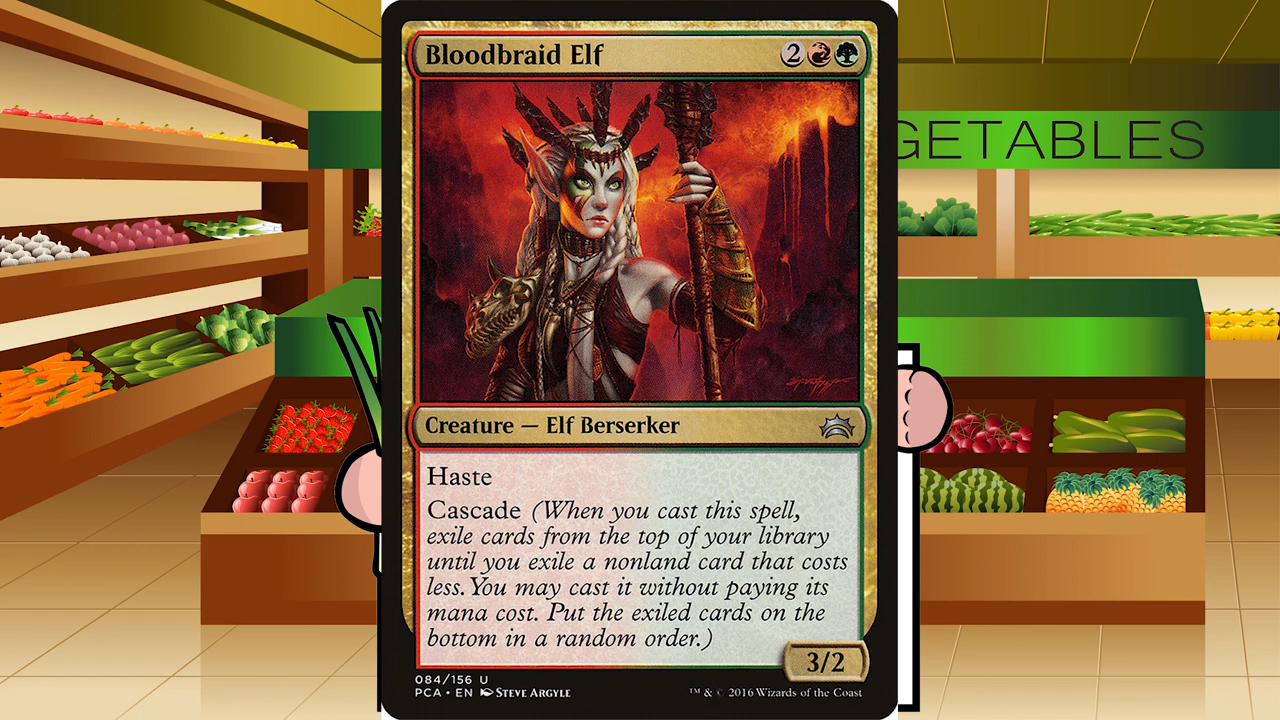 Bloodbraid Elf 2
GETABLES
Creature — Elf Berserker
Haste
Cascade (When you cast this spell,
exile cards from the top of your library
until you exile a nonland card that costs
less. You may cast it without paying its
mana cost. Put the exiled cards on the
bottom in a random order.)
3/2
084/156 U
PCA • EN STEVE ARGYLE
™ & © 2016 Wizards of the Coast